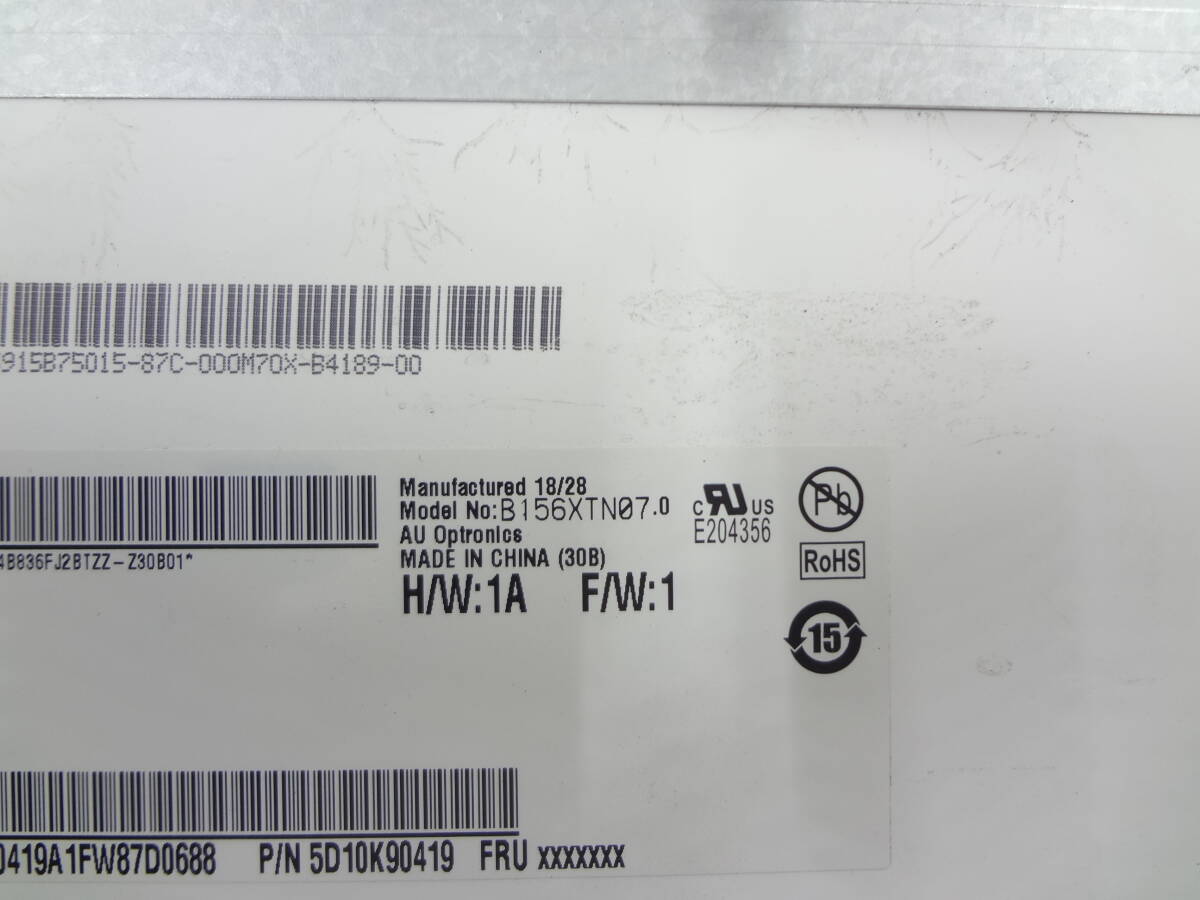 915B75015-87C-000M70X-B4189-00
Manufactured 18/28
Model No:B156XTN07.0
AU Optronics
MADE IN CHINA (30B)
H/W:1A F/W:1
c RU US
E204356
Pb
RoHS
15
4B836FJ2BTZZ-Z30B01*
0419A1FW87D0688 P/N 5D10K90419 FRU XXXXXXX